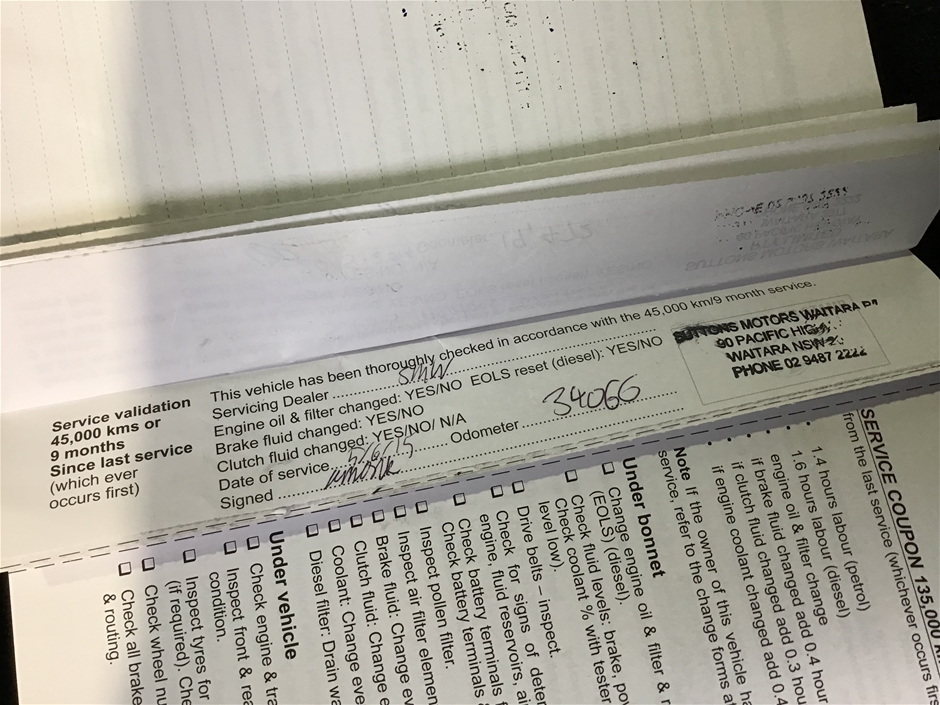 Service validation
45,000 kms or
9 months
Since last service
(which ever
occurs first)
This vehicle has been thoroughly checked in accordance with the 45,000 km/9 month service.
Servicing Dealer SMW
Engine oil & filter changed: YES/NO EOLS reset (diesel): YES/NO
Brake fluid changed: YES/NO
Clutch fluid changed: YES/NO/ N/A
Date of service 5/6/15 Odometer 34066
Signed
BUTTONS MOTORS WAITARA P
90 PACIFIC HIG
WAITARA NSW 2
PHONE 02 9487 2222
SERVICE COUPON 135,000 k
from the last service (whichever occurs firs
1.4 hours labour (petrol)
1.6 hours labour (diesel)
engine oil & filter change
if brake fluid changed add 0.4 hour
if clutch fluid changed add 0.3 hou
if engine coolant changed add 0.4
Note If the owner of this vehicle ha
service, refer to the change forms a
Under bonnet
Change engine oil & filter & r
(EOLS) (diesel).
Check fluid levels: brake, pow
Check coolant % with tester
level low).
Drive belts – inspect.
Check for signs of deter
engine, fluid reservoirs, ai
Check battery terminals f
Check battery terminals &
Inspect pollen filter.
Inspect air filter elemen
Brake fluid: Change ev
Clutch fluid: Change e
Coolant: Change eve
Diesel filter: Drain wa
Under vehicle
Check engine & tra
Inspect front & rea
condition.
Inspect tyres for
(if required), Che
Check wheel nu
Check all brake
& routing.